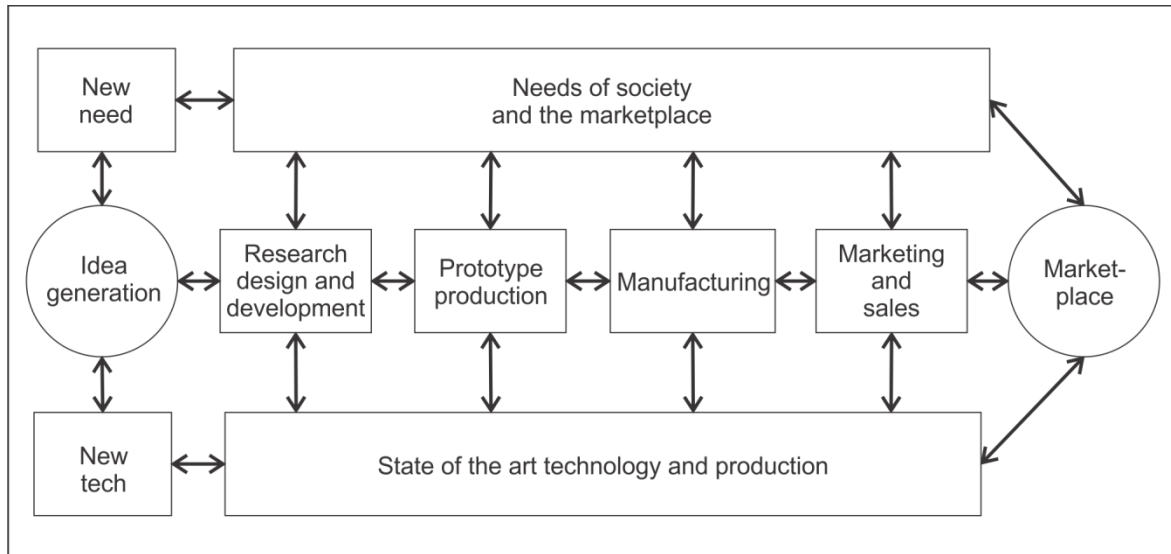 New
need
Needs of society
and the marketplace
Idea
generation
Research
design and
development
Prototype
production
Manufacturing
Marketing
and
sales
Market-
place
New
tech
State of the art technology and production